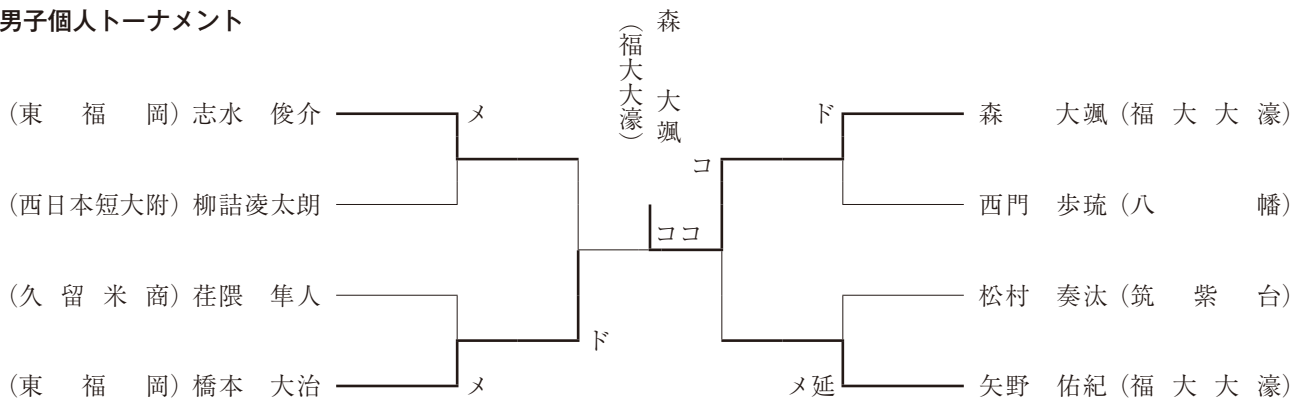 男子個人トーナメント
森 大颯
(福大大濠)
(東福岡)志水 俊介
メ
ド
森 大颯(福大大濠)
コ
(西日本短大附)柳詰凌太朗
西門 歩琉(八幡)
ココ
(久留米商)荏隈 隼人
松村 奏汰(筑紫台)
ド
(東福岡)橋本 大治
メ
メ延
矢野 佑紀(福大大濠)